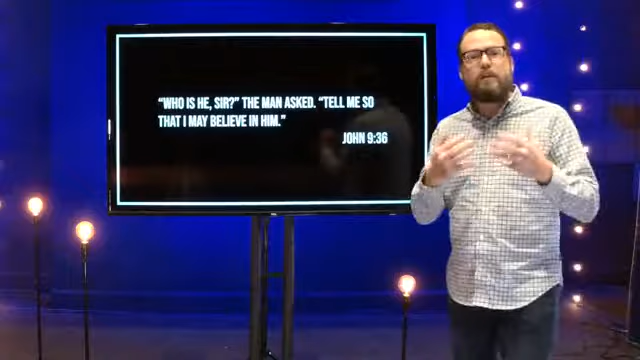 “WHO IS HE, SIR?” THE MAN ASKED. “TELL ME SO
THAT I MAY BELIEVE IN HIM.”
JOHN 9:36